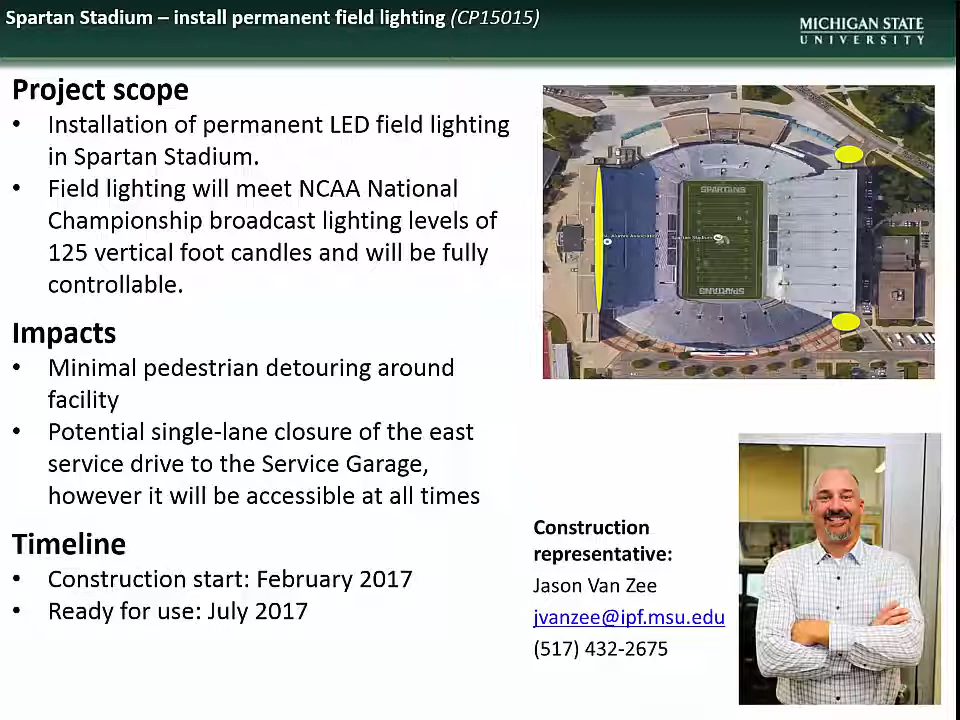 Spartan Stadium – install permanent field lighting (CP15015)
MICHIGAN STATE
UNIVERSITY
Project scope
• Installation of permanent LED field lighting
in Spartan Stadium.
• Field lighting will meet NCAA National
Championship broadcast lighting levels of
125 vertical foot candles and will be fully
controllable.
Impacts
• Minimal pedestrian detouring around
facility
• Potential single-lane closure of the east
service drive to the Service Garage,
however it will be accessible at all times
Timeline
• Construction start: February 2017
• Ready for use: July 2017
SPARTANS
Alumni Association
Spartan Stadium
SPARTANS
Construction
representative:
Jason Van Zee
jvanzee@ipf.msu.edu
(517) 432-2675